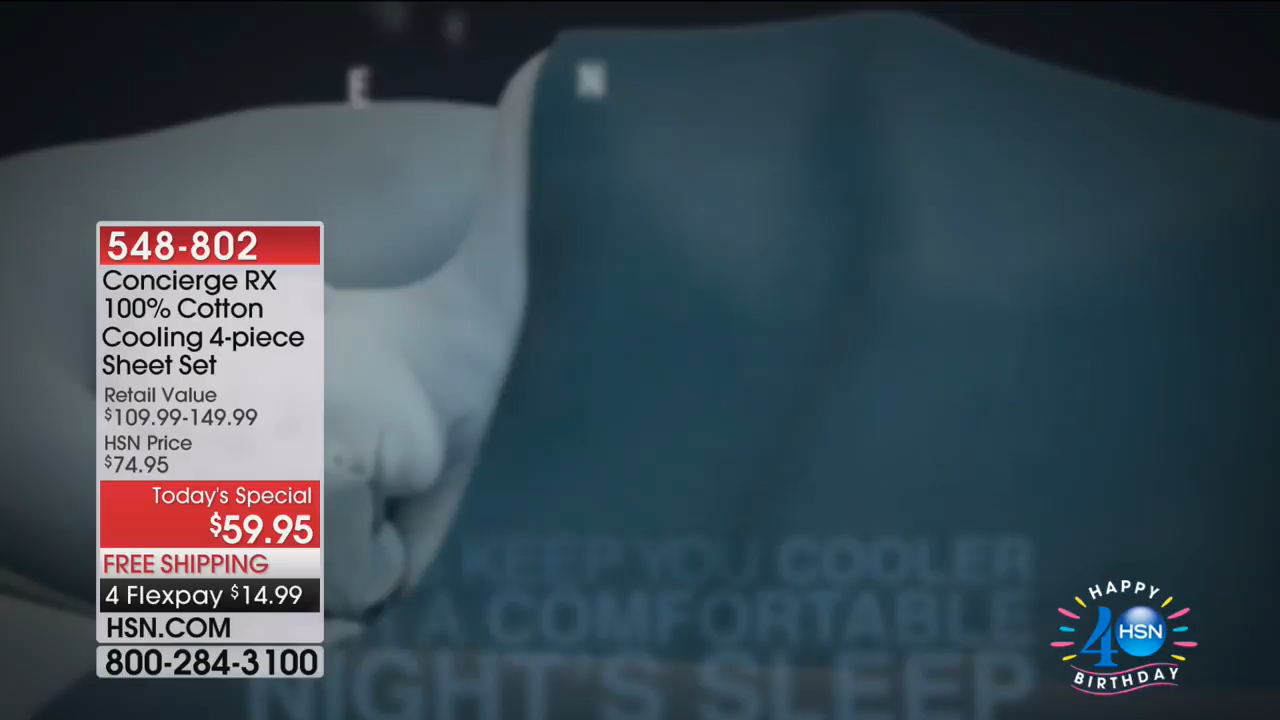 E N
548-802
Concierge RX
100% Cotton
Cooling 4-piece
Sheet Set
Retail Value
$109.99-149.99
HSN Price
$74.95
Today's Special
$59.95
FREE SHIPPING
4 Flexpay $14.99
HSN.COM
800-284-3100
KEEP YOU COOLER
COMFORTABLE
NIGHT'S SLEEP
HAPPY
40 HSN
BIRTHDAY